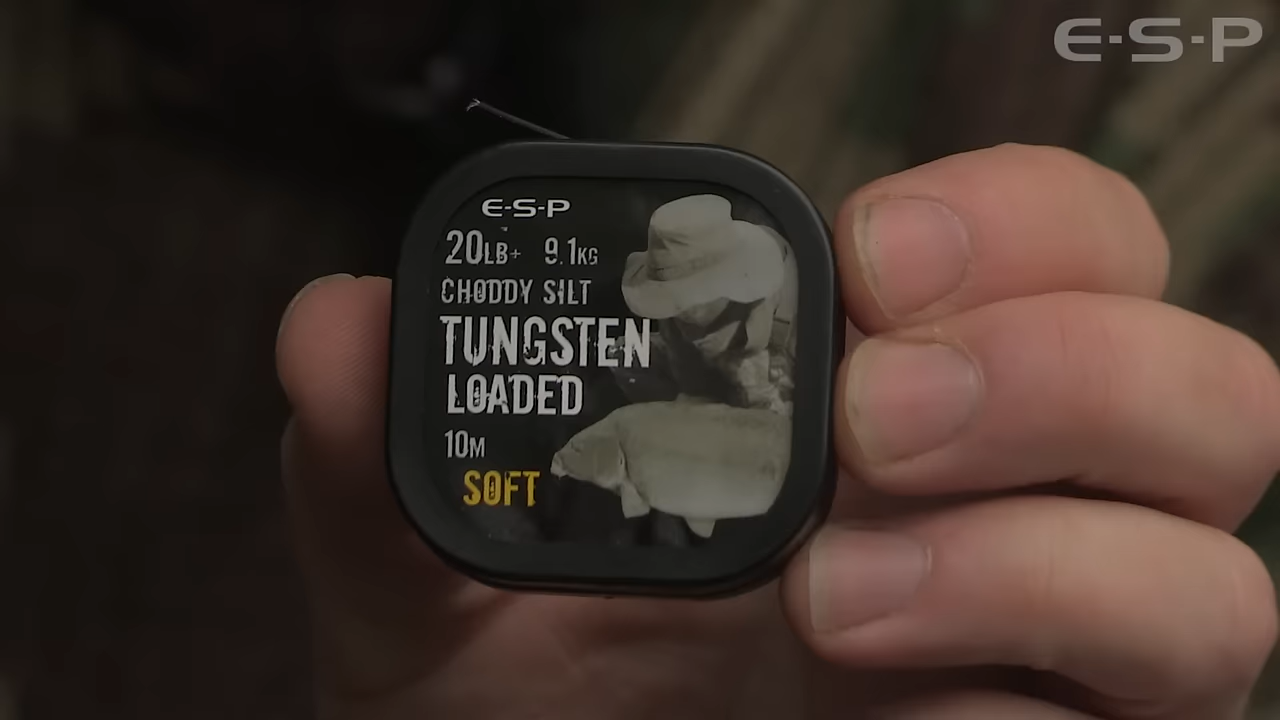 E·S·P
E·S·P
20LB+ 9.1KG
CHODDY SILT
TUNGSTEN
LOADED
10M
SOFT